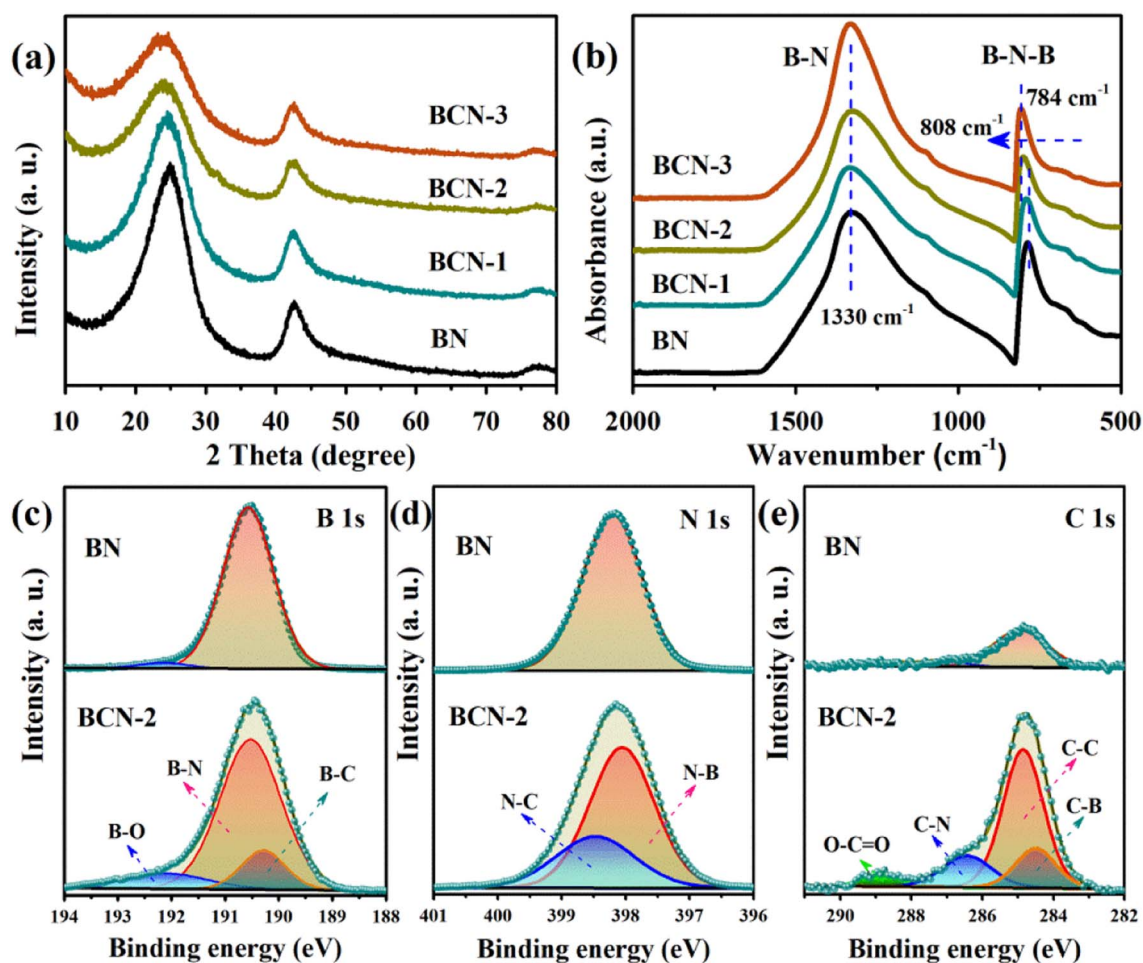 (a)
BCN-3
BCN-2
BCN-1
BN
Intensity (a. u.)
10 20 30 40 50 60 70 80
2 Theta (degree)
(b)
B-N
B-N-B
784 cm⁻¹
808 cm⁻¹
BCN-3
BCN-2
BCN-1
BN
1330 cm⁻¹
Absorbance (a.u.)
2000 1500 1000 500
Wavenumber (cm⁻¹)
(c)
B 1s
BN
BCN-2
B-N
B-C
B-O
Intensity (a. u.)
194 193 192 191 190 189 188
Binding energy (eV)
(d)
N 1s
BN
BCN-2
N-C
N-B
Intensity (a. u.)
401 400 399 398 397 396
Binding energy (eV)
(e)
C 1s
BN
BCN-2
C-C
C-B
C-N
O-C=O
Intensity (a. u.)
290 288 286 284 282
Binding energy (eV)